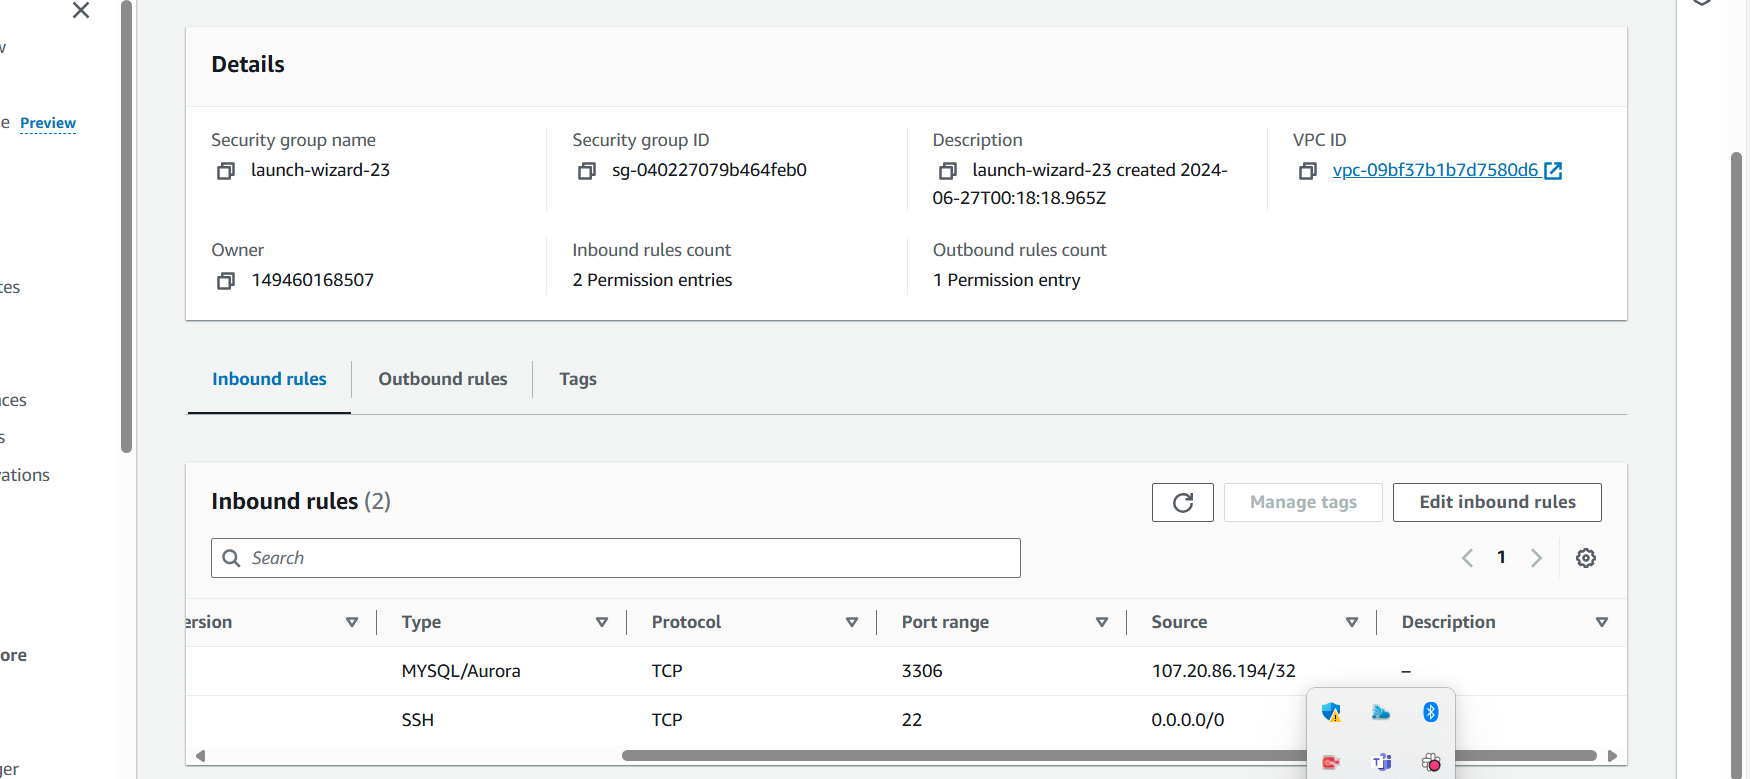 w
e Preview
tes
ces
s
ations
ore
ger
Details
Security group name
launch-wizard-23
Security group ID
sg-040227079b464feb0
Description
launch-wizard-23 created 2024-
06-27T00:18:18.965Z
VPC ID
vpc-09bf37b1b7d7580d6
Owner
149460168507
Inbound rules count
2 Permission entries
Outbound rules count
1 Permission entry
Inbound rules Outbound rules Tags
Inbound rules (2)
Manage tags Edit inbound rules
Search
1
ersion Type Protocol Port range Source Description
MYSQL/Aurora TCP 3306 107.20.86.194/32 –
SSH TCP 22 0.0.0.0/0